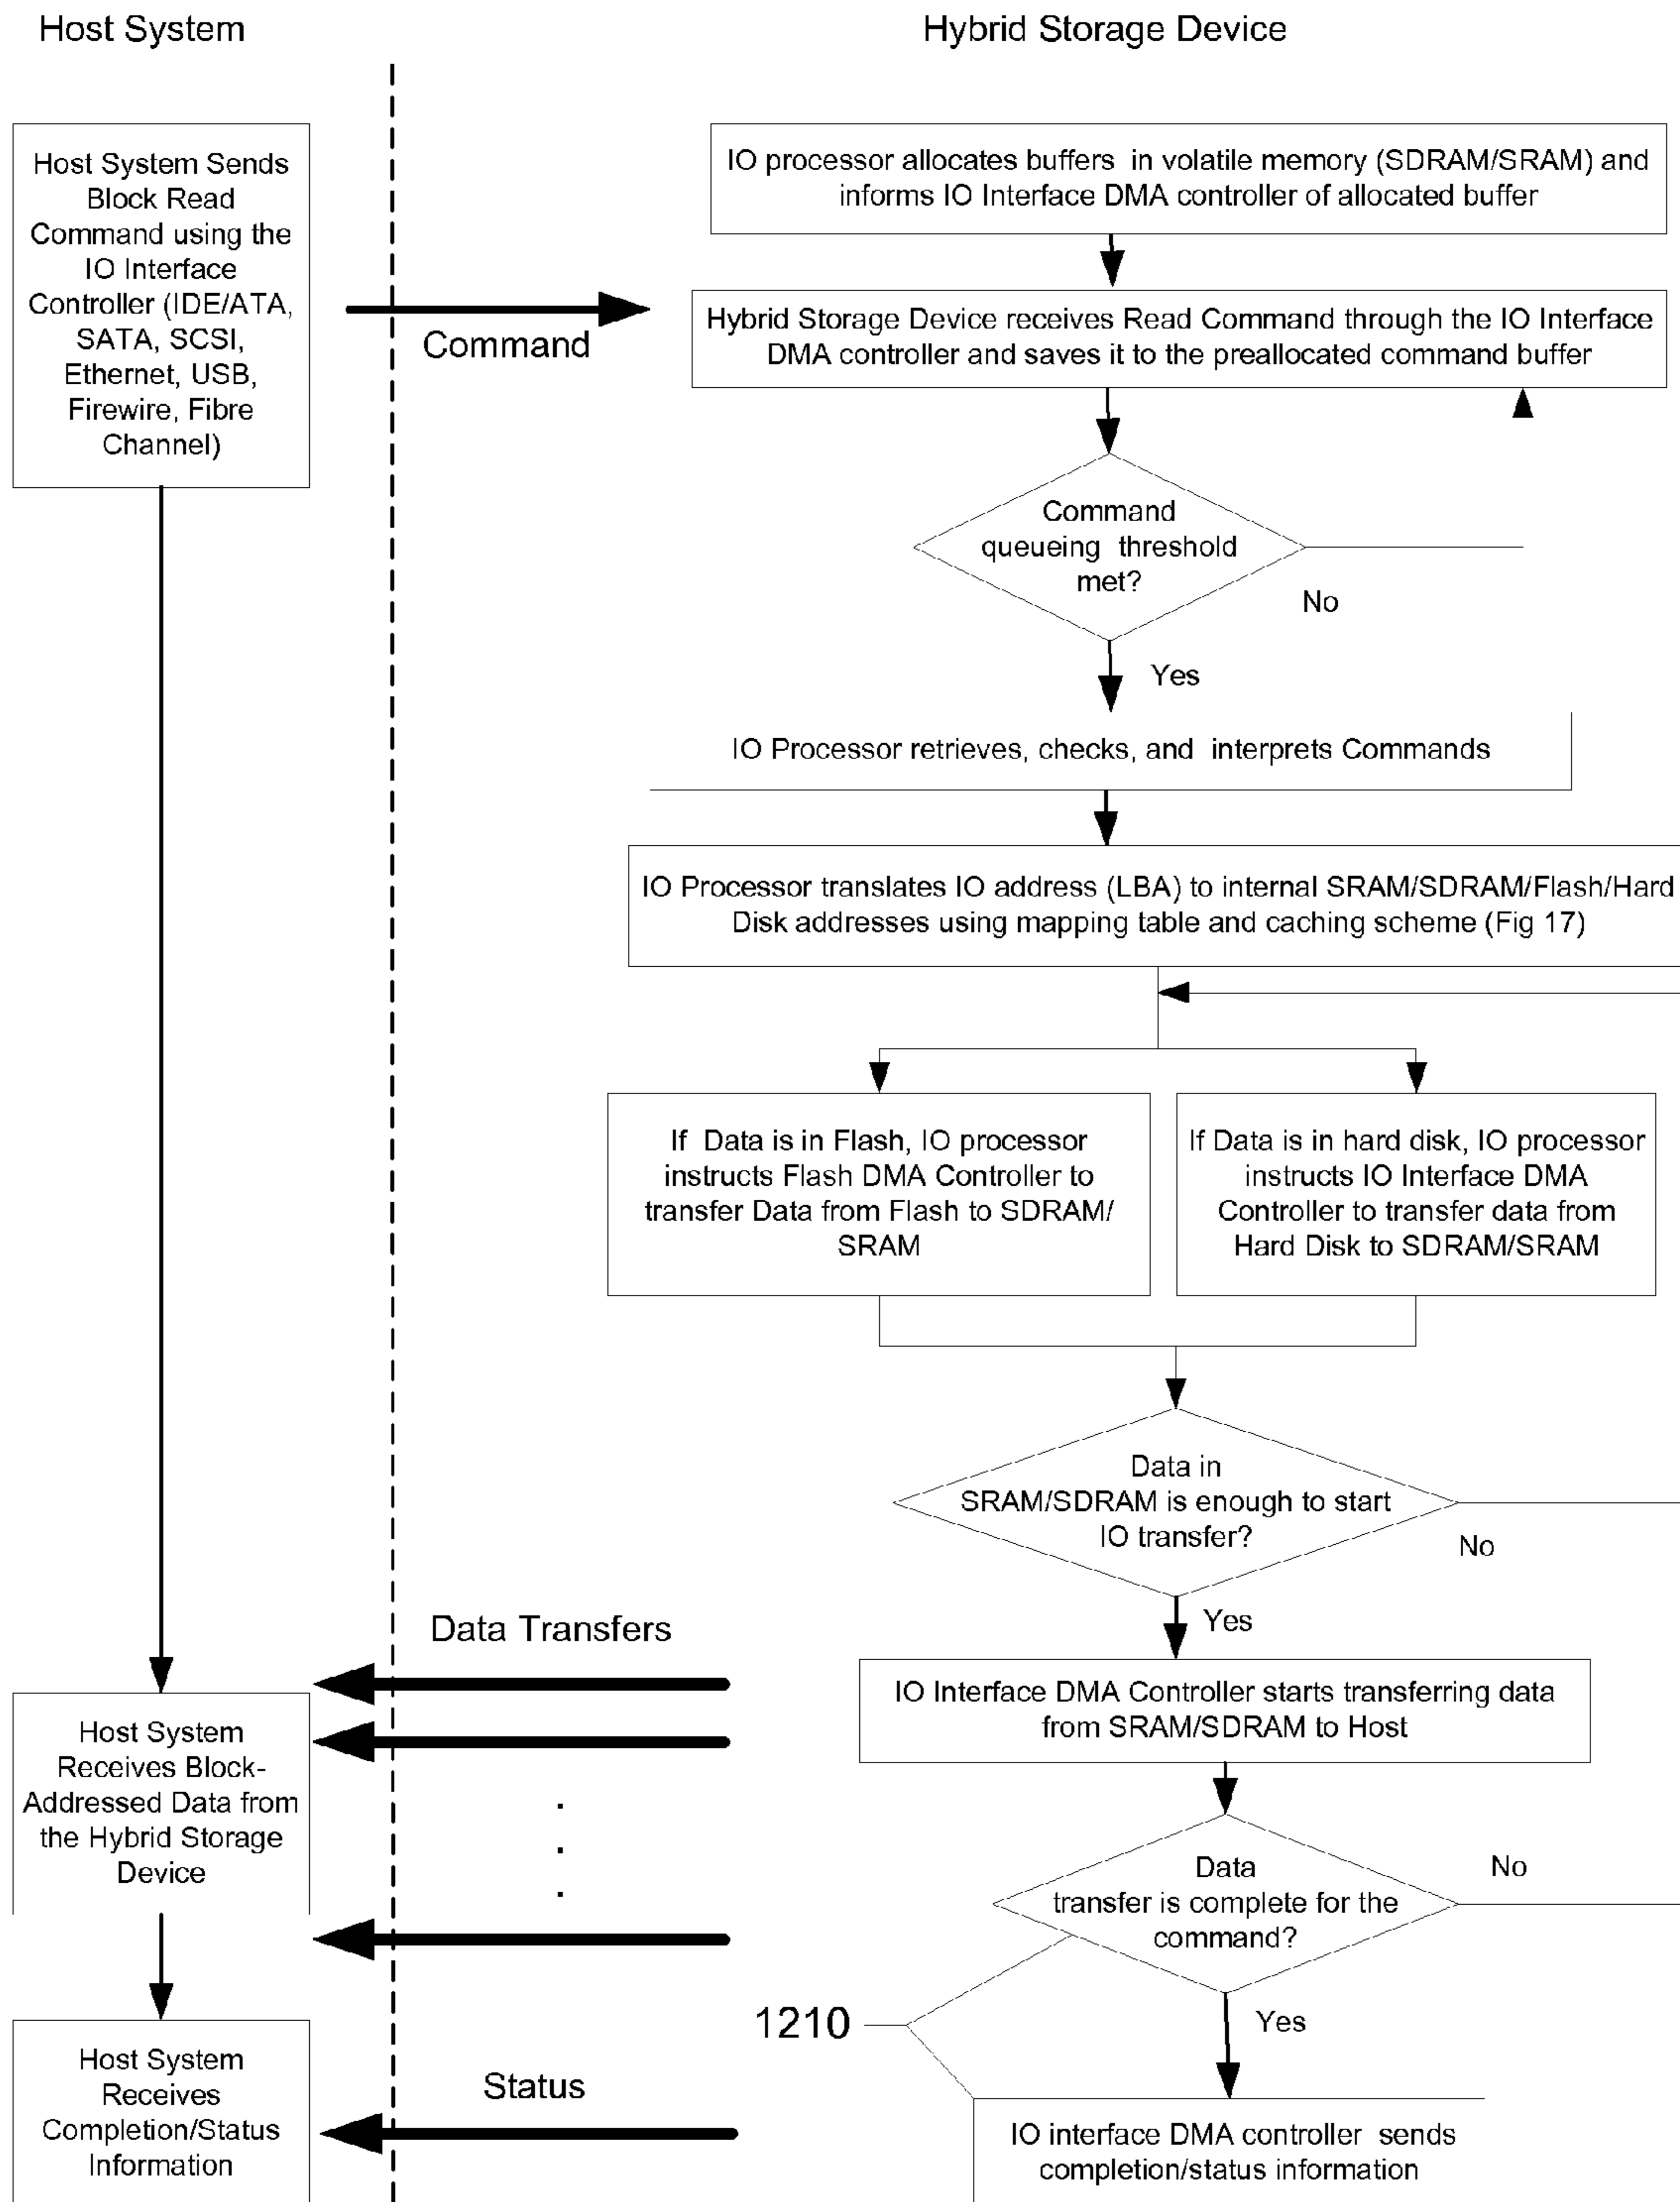 Host System
Hybrid Storage Device
Host System Sends
Block Read
Command using the
IO Interface
Controller (IDE/ATA,
SATA, SCSI,
Ethernet, USB,
Firewire, Fibre
Channel)
Command
IO processor allocates buffers in volatile memory (SDRAM/SRAM) and
informs IO Interface DMA controller of allocated buffer
Hybrid Storage Device receives Read Command through the IO Interface
DMA controller and saves it to the preallocated command buffer
Command
queueing threshold
met?
No
Yes
IO Processor retrieves, checks, and interprets Commands
IO Processor translates IO address (LBA) to internal SRAM/SDRAM/Flash/Hard
Disk addresses using mapping table and caching scheme (Fig 17)
If Data is in Flash, IO processor
instructs Flash DMA Controller to
transfer Data from Flash to SDRAM/
SRAM
If Data is in hard disk, IO processor
instructs IO Interface DMA
Controller to transfer data from
Hard Disk to SDRAM/SRAM
Data in
SRAM/SDRAM is enough to start
IO transfer?
No
Yes
Data Transfers
IO Interface DMA Controller starts transferring data
from SRAM/SDRAM to Host
Host System
Receives Block-
Addressed Data from
the Hybrid Storage
Device
Data
transfer is complete for the
command?
No
Yes
1210
Host System
Receives
Completion/Status
Information
Status
IO interface DMA controller sends
completion/status information